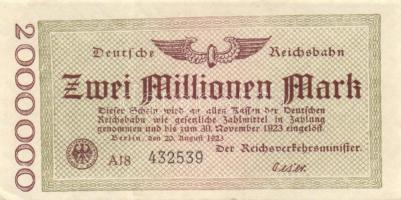 2000000
Deutsche Reichsbahn
Zwei Millionen Mark
Dieser Schein wird an allen Kassen der Deutschen
Reichsbahn wie gesetzliche Zahlmittel in Zahlung
genommen und bis zum 30. November 1923 eingelöst
Berlin, den 20. August 1923
Der Reichsverkehrsminister.
A18 432539